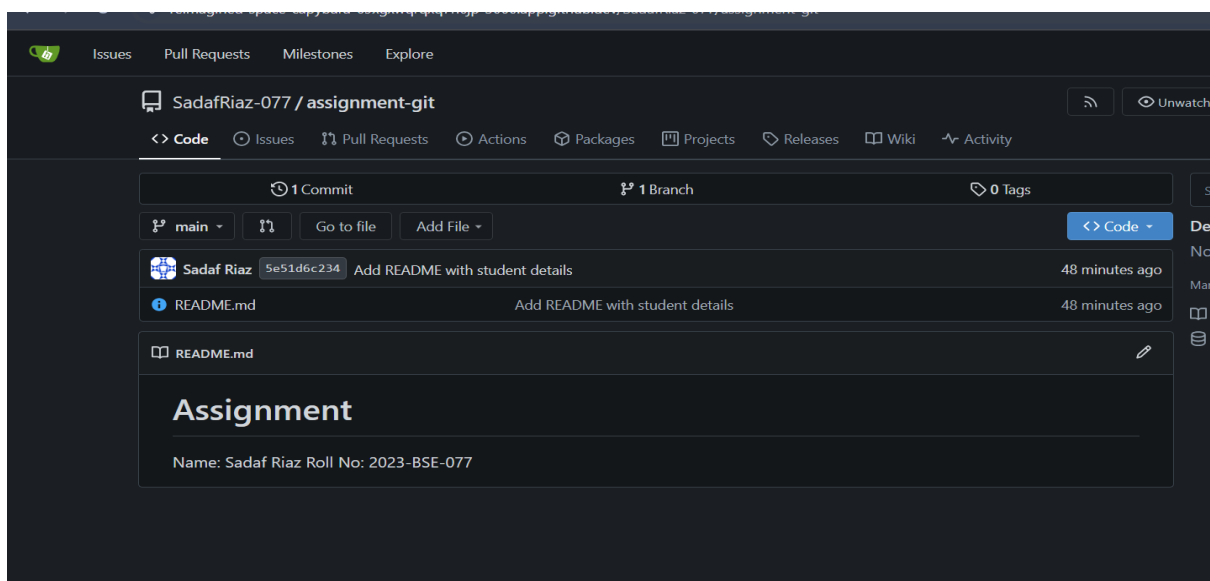 Issues Pull Requests Milestones Explore
SadafRiaz-077 / assignment-git
Unwatch
<> Code Issues Pull Requests Actions Packages Projects Releases Wiki Activity
1 Commit 1 Branch 0 Tags
main Go to file Add File <> Code
De
Sadaf Riaz 5e51d6c234 Add README with student details 48 minutes ago
No
README.md Add README with student details 48 minutes ago
README.md
Assignment
Name: Sadaf Riaz Roll No: 2023-BSE-077